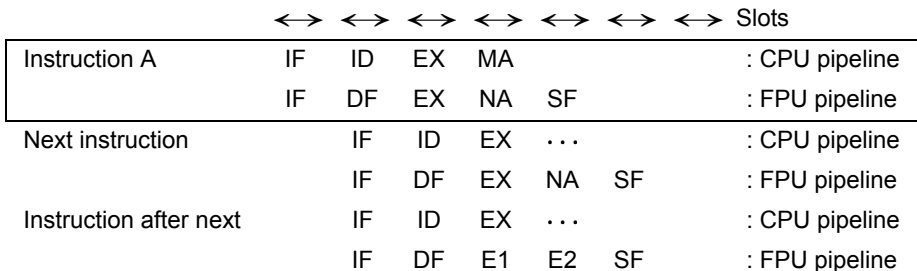 Slots
Instruction A IF ID EX MA : CPU pipeline
IF DF EX NA SF : FPU pipeline
Next instruction IF ID EX ··· : CPU pipeline
IF DF EX NA SF : FPU pipeline
Instruction after next IF ID EX ··· : CPU pipeline
IF DF E1 E2 SF : FPU pipeline